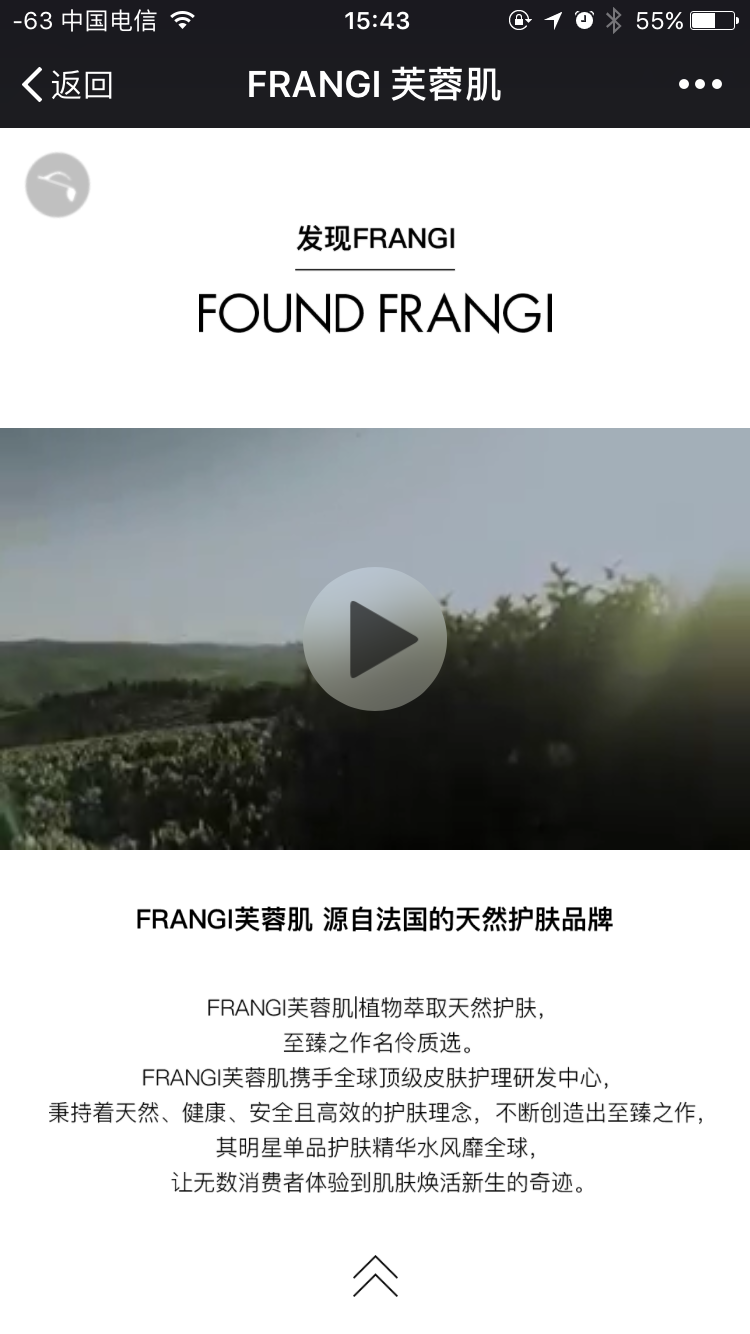 -63 中国电信 15:43 55%
返回 FRANGI 芙蓉肌
发现FRANGI
FOUND FRANGI
FRANGI芙蓉肌 源自法国的天然护肤品牌
FRANGI芙蓉肌|植物萃取天然护肤，
至臻之作名伶质选。
FRANGI芙蓉肌携手全球顶级皮肤护理研发中心，
秉持着天然、健康、安全且高效的护肤理念，不断创造出至臻之作，
其明星单品护肤精华水风靡全球，
让无数消费者体验到肌肤焕活新生的奇迹。